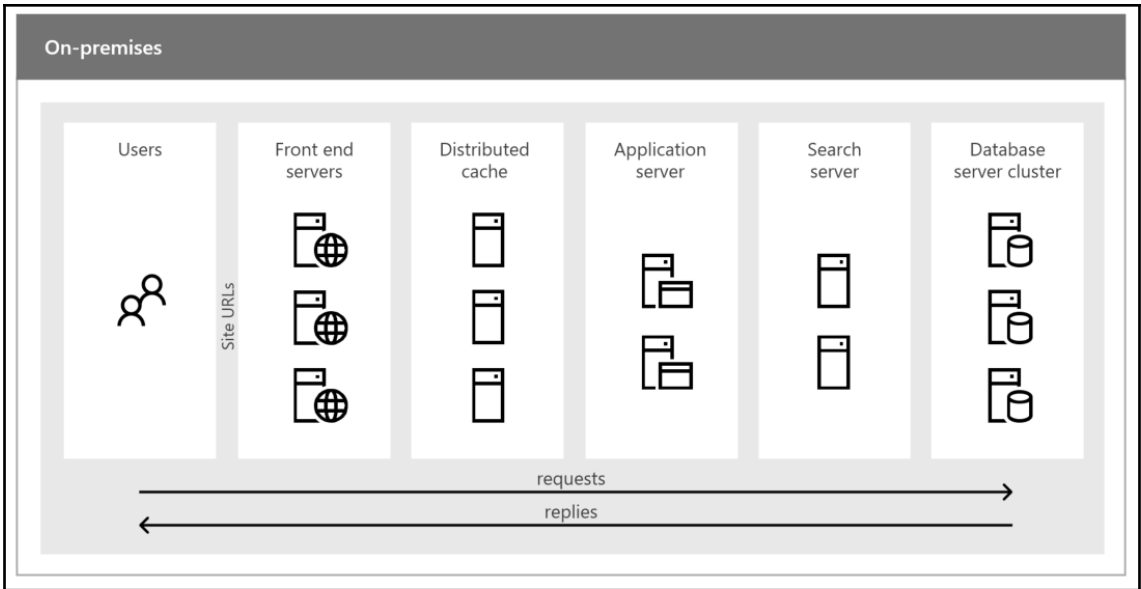 On-premises
Users
Front end
servers
Distributed
cache
Application
server
Search
server
Database
server cluster
Site URLs
requests
replies